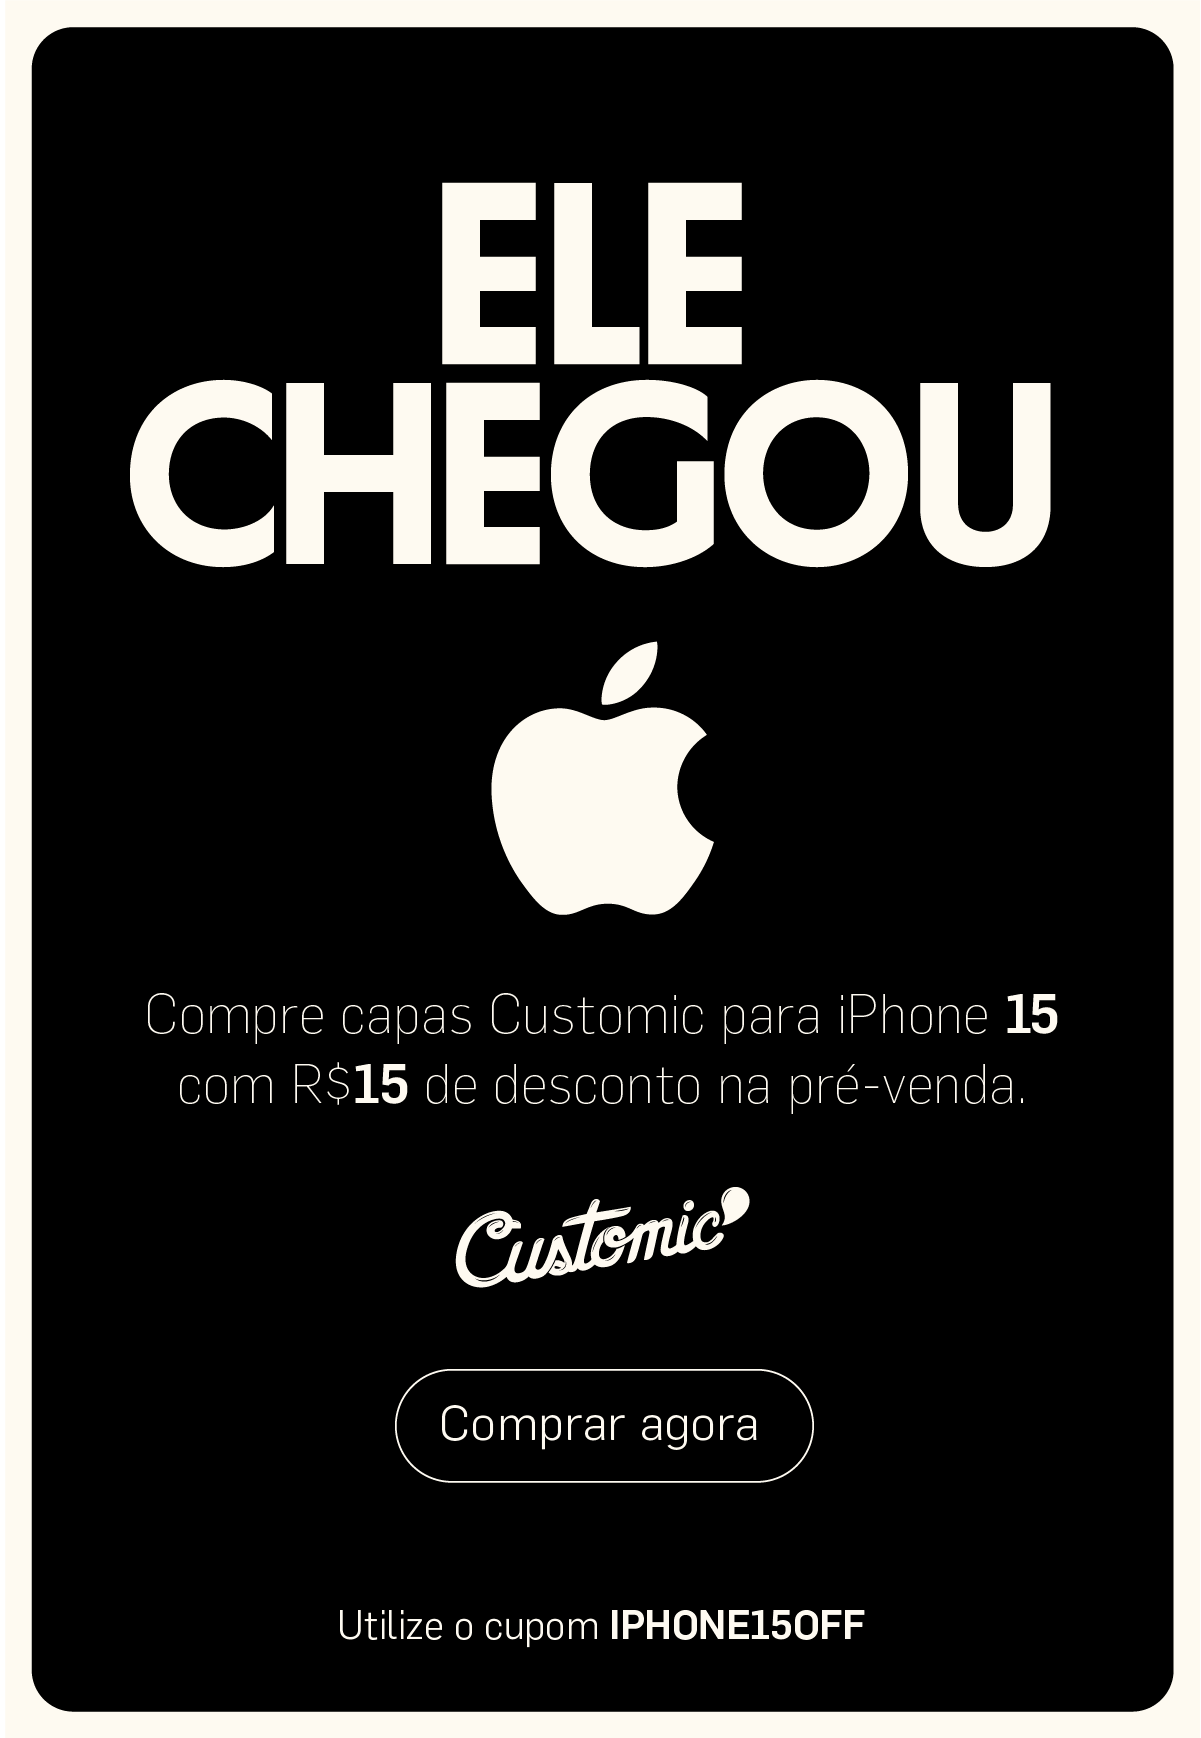 ELE
CHEGOU
Compre capas Customic para iPhone 15
com R$15 de desconto na pré-venda.
Customic
Comprar agora
Utilize o cupom IPHONE15OFF